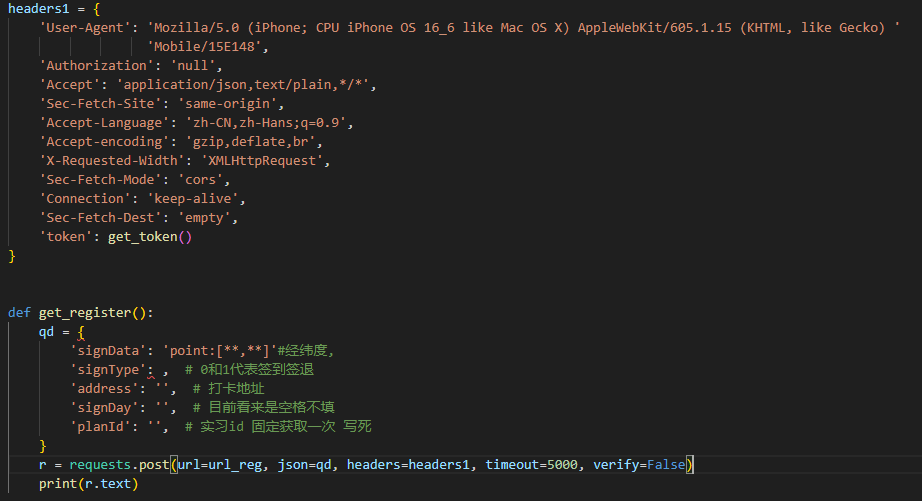 headers1 = {
    'User-Agent': 'Mozilla/5.0 (iPhone; CPU iPhone OS 16_6 like Mac OS X) AppleWebKit/605.1.15 (KHTML, like Gecko) '
                  'Mobile/15E148',
    'Authorization': 'null',
    'Accept': 'application/json,text/plain,*/*',
    'Sec-Fetch-Site': 'same-origin',
    'Accept-Language': 'zh-CN,zh-Hans;q=0.9',
    'Accept-encoding': 'gzip,deflate,br',
    'X-Requested-Width': 'XMLHttpRequest',
    'Sec-Fetch-Mode': 'cors',
    'Connection': 'keep-alive',
    'Sec-Fetch-Dest': 'empty',
    'token': get_token()
}
def get_register():
    qd = {
        'signData': 'point:[**,**]'#经纬度,
        'signType': ,  # 0和1代表签到签退
        'address': '',  # 打卡地址
        'signDay': '',  # 目前看来是空格不填
        'planId': '',  # 实习id 固定获取一次 写死
    }
    r = requests.post(url=url_reg, json=qd, headers=headers1, timeout=5000, verify=False)
    print(r.text)